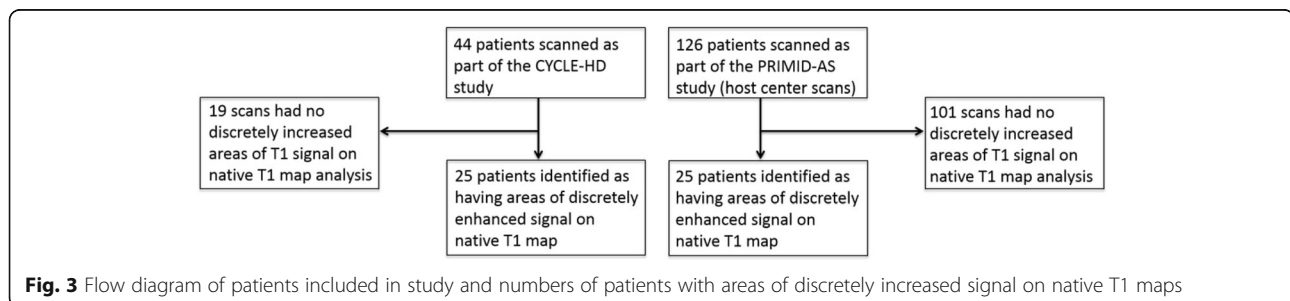 44 patients scanned as
part of the CYCLE-HD
study
126 patients scanned as
part of the PRIMID-AS
study (host center scans)
19 scans had no
discretely increased
areas of T1 signal on
native T1 map analysis
101 scans had no
discretely increased
areas of T1 signal on
native T1 map analysis
25 patients identified as
having areas of discretely
enhanced signal on
native T1 map
25 patients identified as
having areas of discretely
enhanced signal on
native T1 map
Fig. 3 Flow diagram of patients included in study and numbers of patients with areas of discretely increased signal on native T1 maps